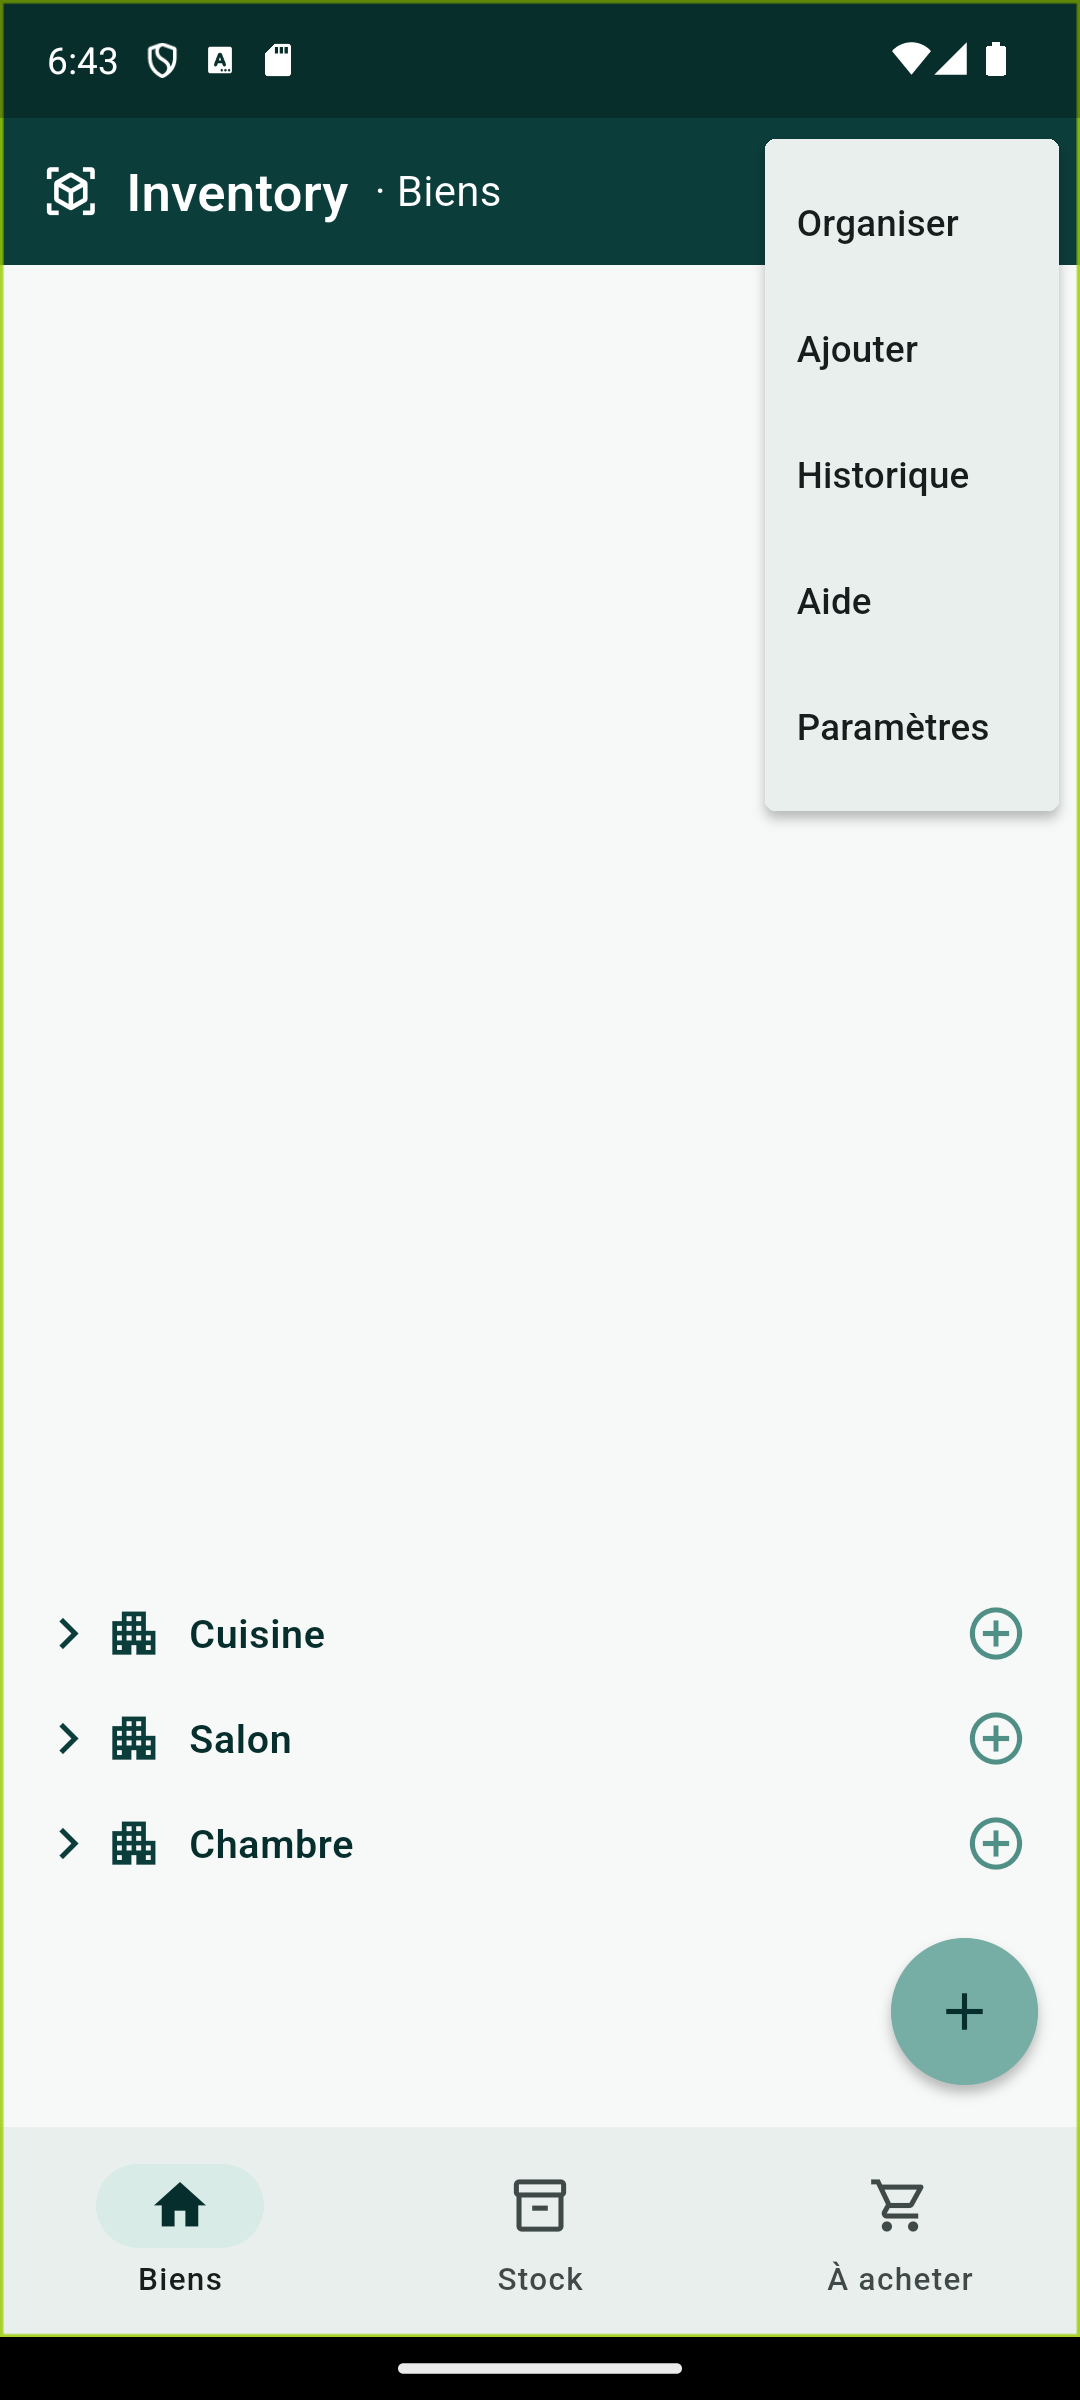 6:43
Inventory · Biens
Organiser
Ajouter
Historique
Aide
Paramètres
Cuisine
Salon
Chambre
Biens
Stock
À acheter